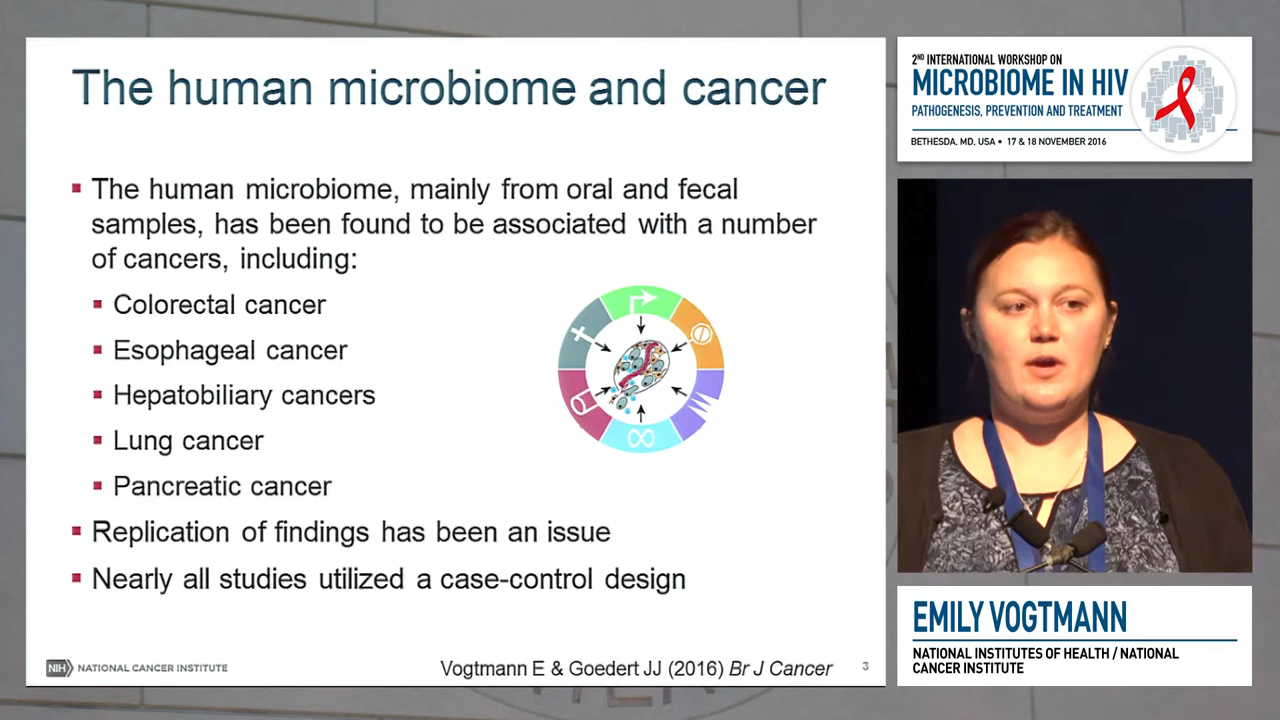 The human microbiome and cancer
The human microbiome, mainly from oral and fecal
samples, has been found to be associated with a number
of cancers, including:
Colorectal cancer
Esophageal cancer
Hepatobiliary cancers
Lung cancer
Pancreatic cancer
Replication of findings has been an issue
Nearly all studies utilized a case-control design
NIH NATIONAL CANCER INSTITUTE
Vogtmann E & Goedert JJ (2016) Br J Cancer
3
2ND INTERNATIONAL WORKSHOP ON
MICROBIOME IN HIV
PATHOGENESIS, PREVENTION AND TREATMENT
BETHESDA, MD, USA • 17 & 18 NOVEMBER 2016
EMILY VOGTMANN
NATIONAL INSTITUTES OF HEALTH / NATIONAL
CANCER INSTITUTE